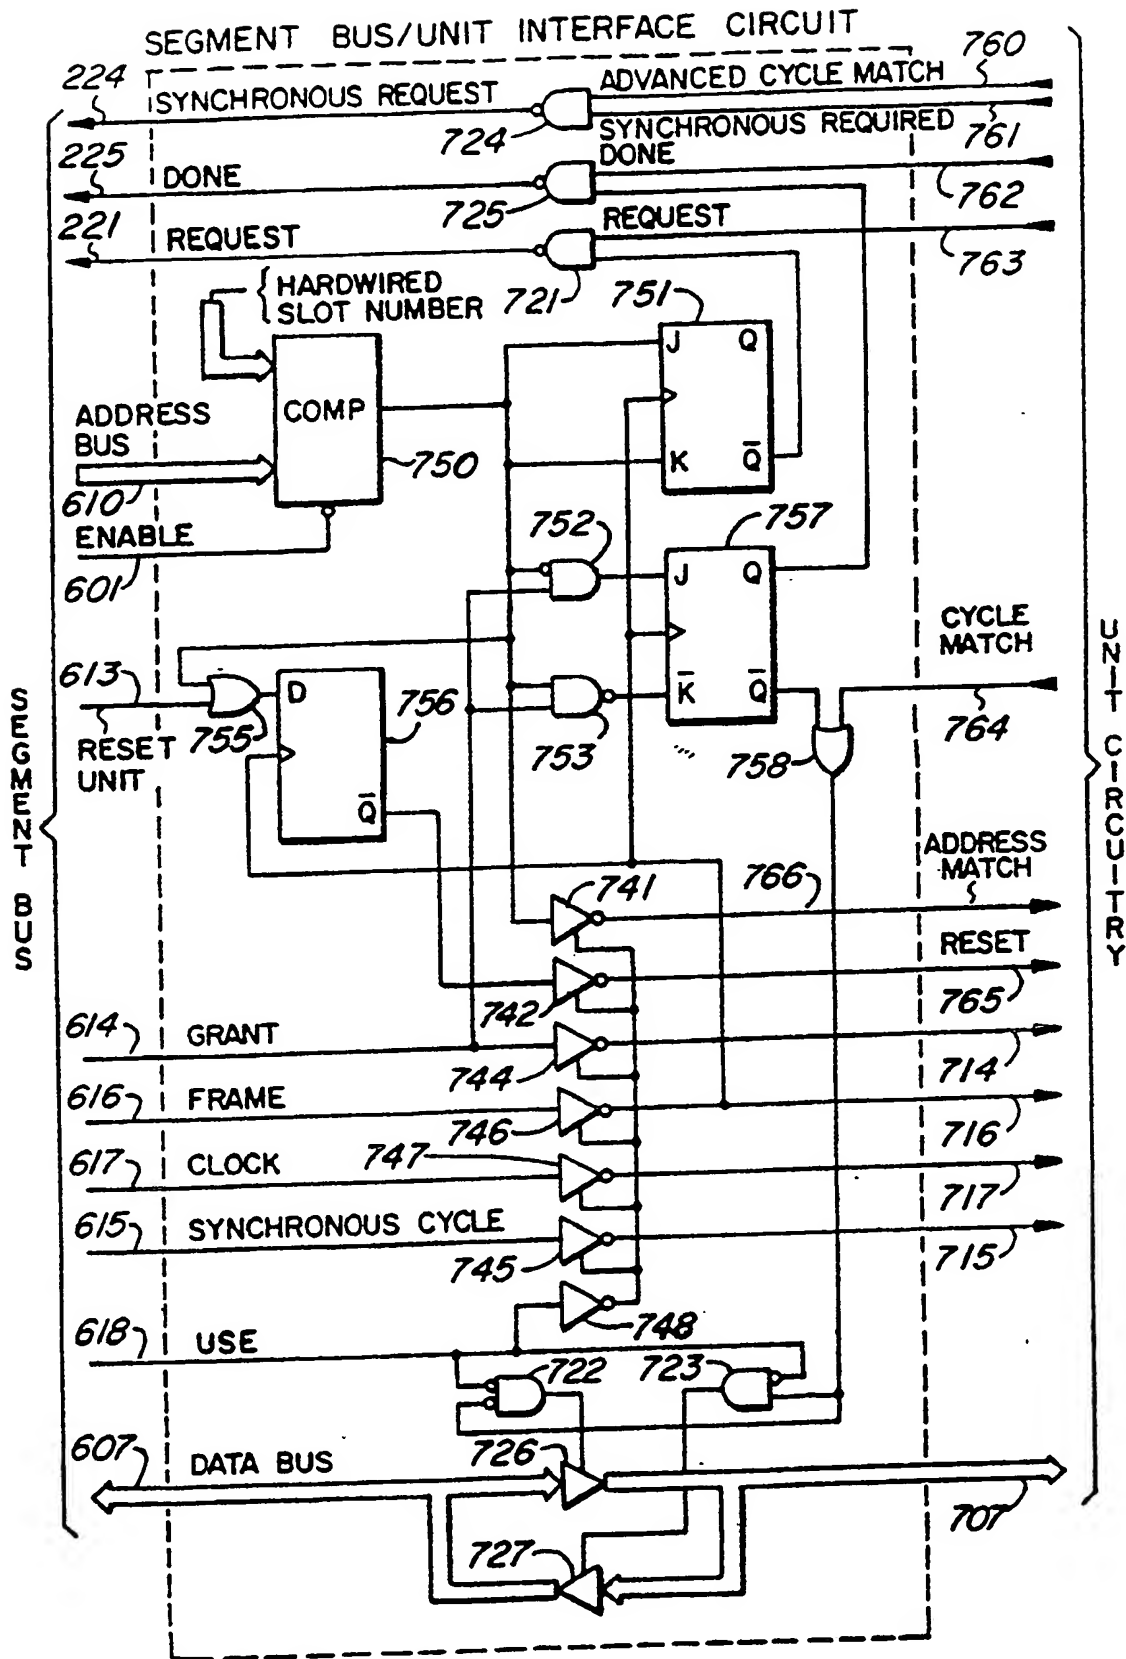 SEGMENT BUS/UNIT INTERFACE CIRCUIT
760
224
SYNCHRONOUS REQUEST
ADVANCED CYCLE MATCH
724
SYNCHRONOUS REQUIRED
761
225
DONE
DONE
725
762
221
REQUEST
REQUEST
721
763
HARDWIRED
SLOT NUMBER
751
J
Q
COMP
ADDRESS
BUS
750
K
Q̅
610
ENABLE
601
752
757
J
Q
CYCLE
MATCH
613
D
756
K̅
Q̅
764
755
RESET
UNIT
753
758
Q̅
SEGMENT BUS
UNIT CIRCUITRY
741
766
ADDRESS
MATCH
RESET
742
765
614
GRANT
744
714
616
FRAME
746
716
617
CLOCK
747
717
615
SYNCHRONOUS CYCLE
745
715
748
618
USE
722
723
607
DATA BUS
726
707
727